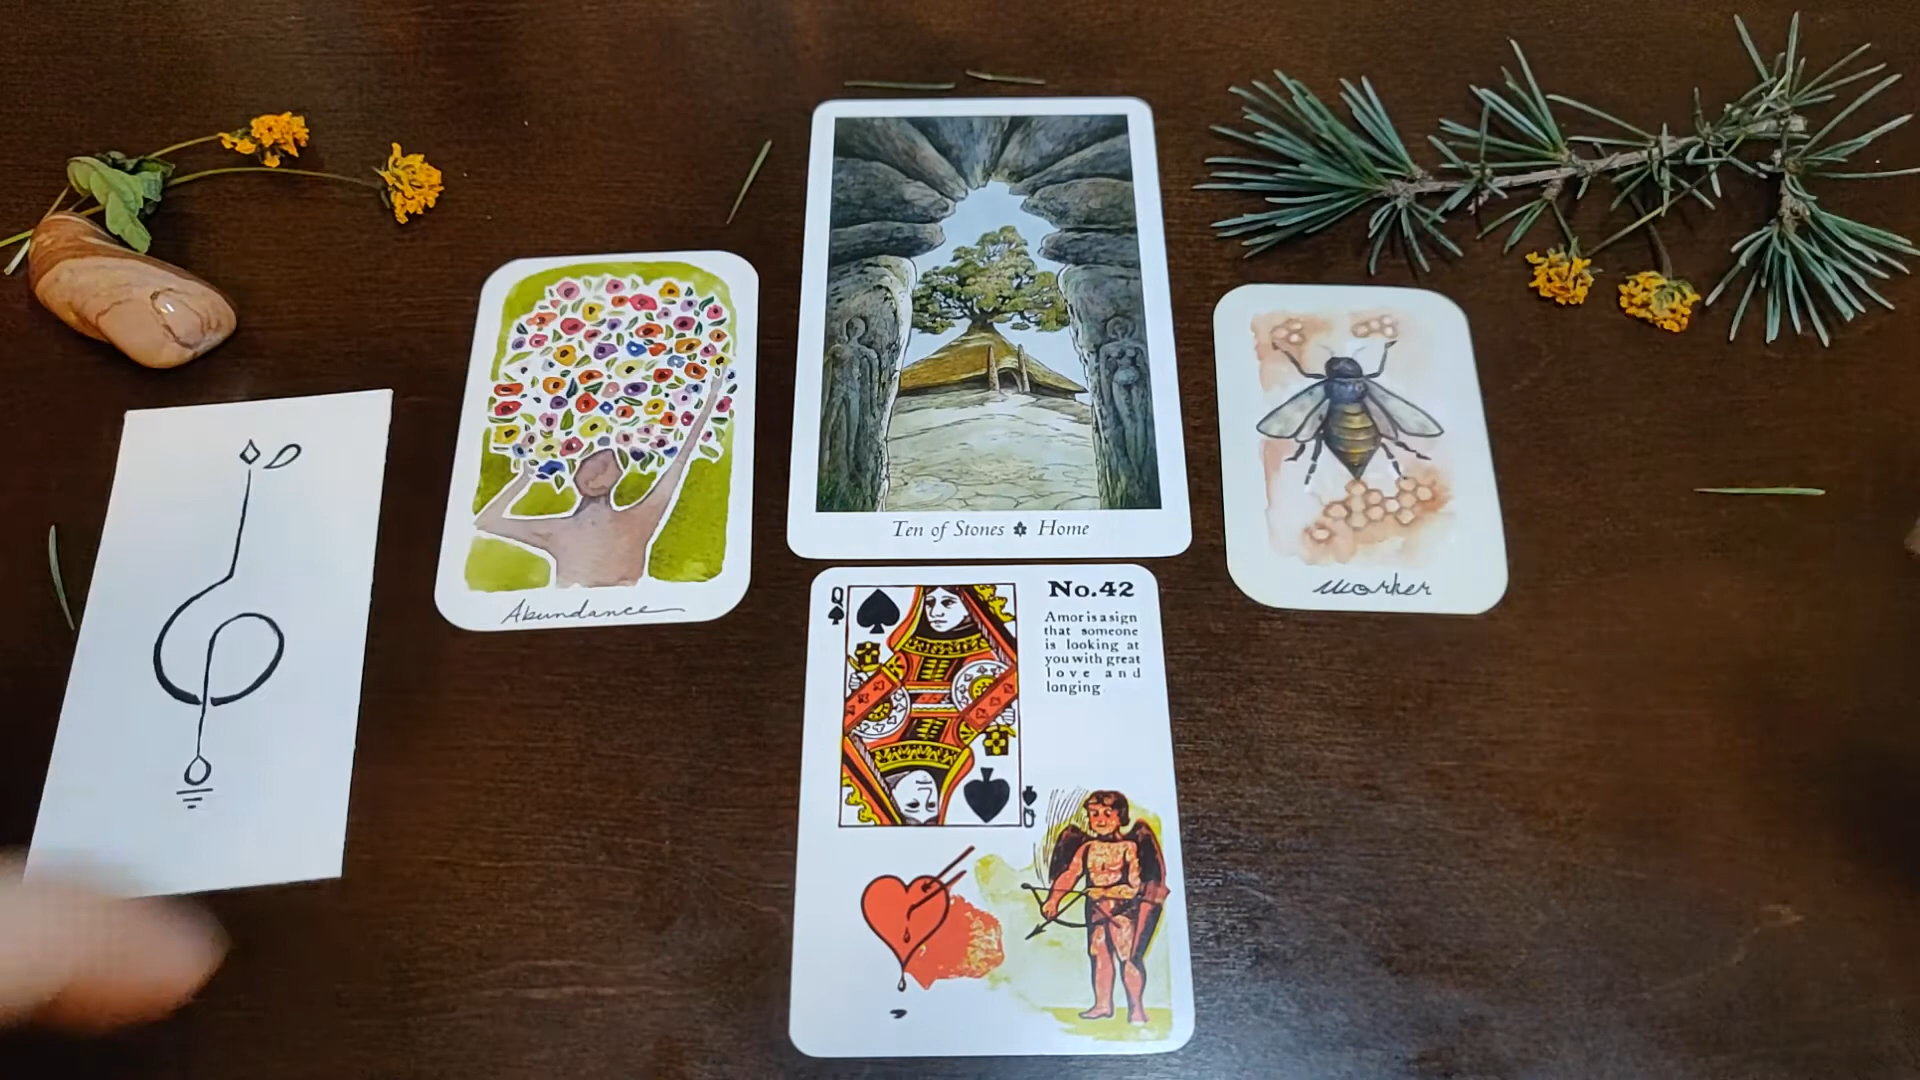 Abundance
Ten of Stones Home
Worker
Q
No.42
Amor is a sign
that someone
is looking at
you with great
love and
longing.
Q